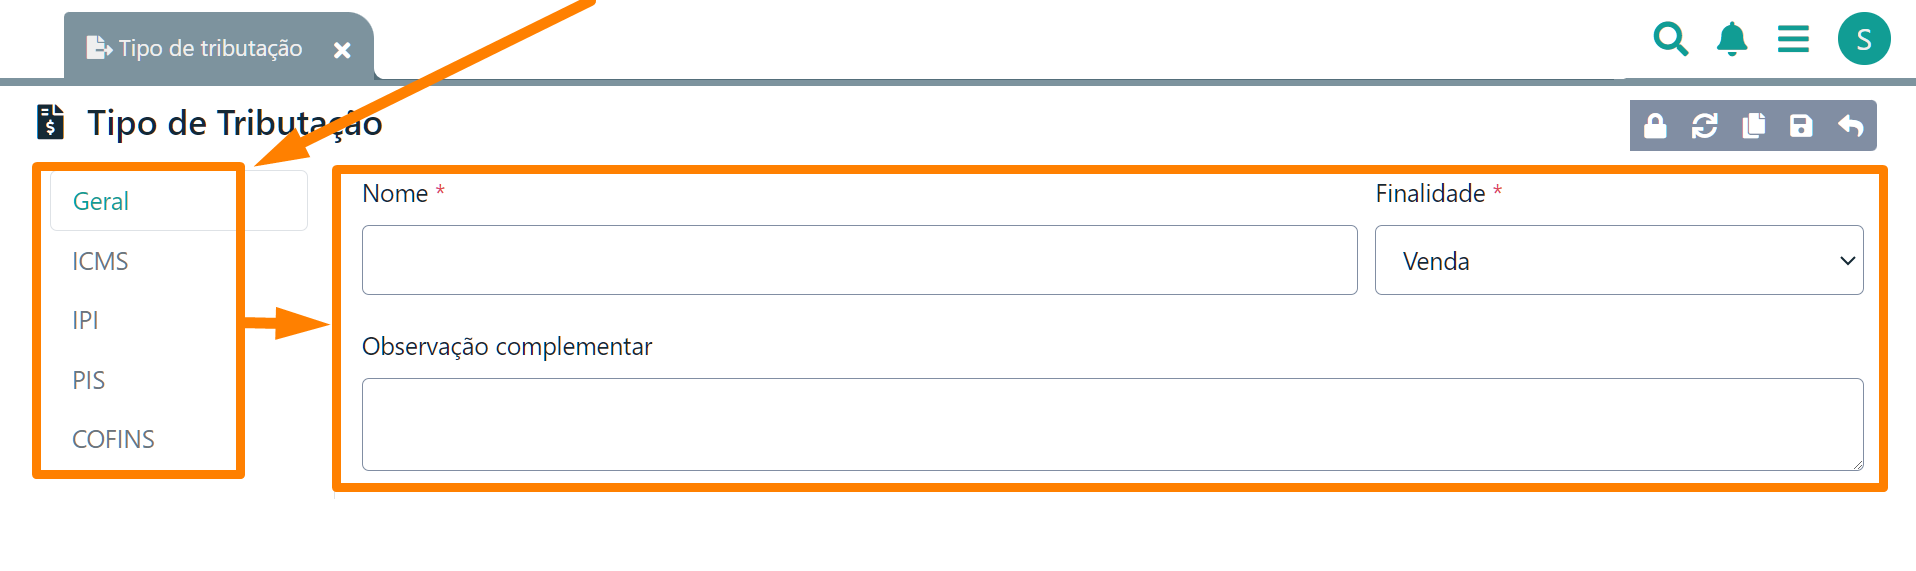 Tipo de tributação
S
Tipo de Tributação
Geral
ICMS
IPI
PIS
COFINS
Nome *
Finalidade *
Venda
Observação complementar